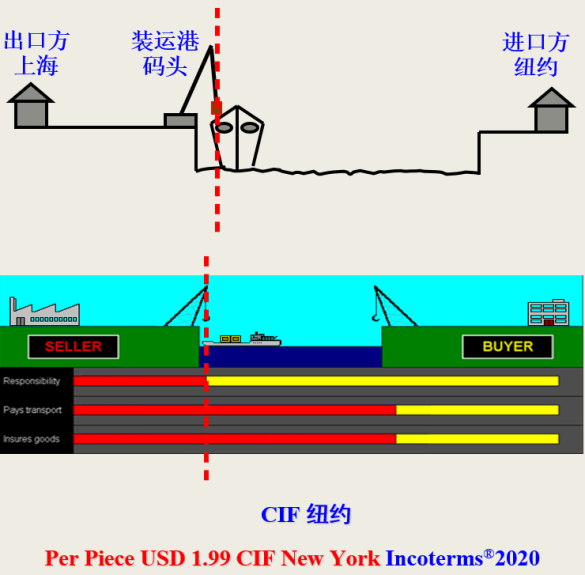 出口方
上海
装运港
码头
进口方
纽约
SELLER
BUYER
Responsibility
Pays transport
Insures goods
CIF 纽约
Per Piece USD 1.99 CIF New York Incoterms®2020